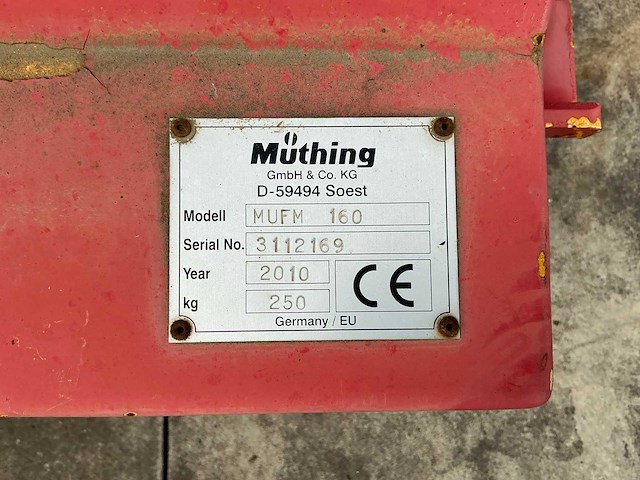 Müthing
GmbH & Co. KG
D-59494 Soest
Modell MUFM 160
Serial No. 3112169
Year 2010
kg 250
CE
Germany / EU